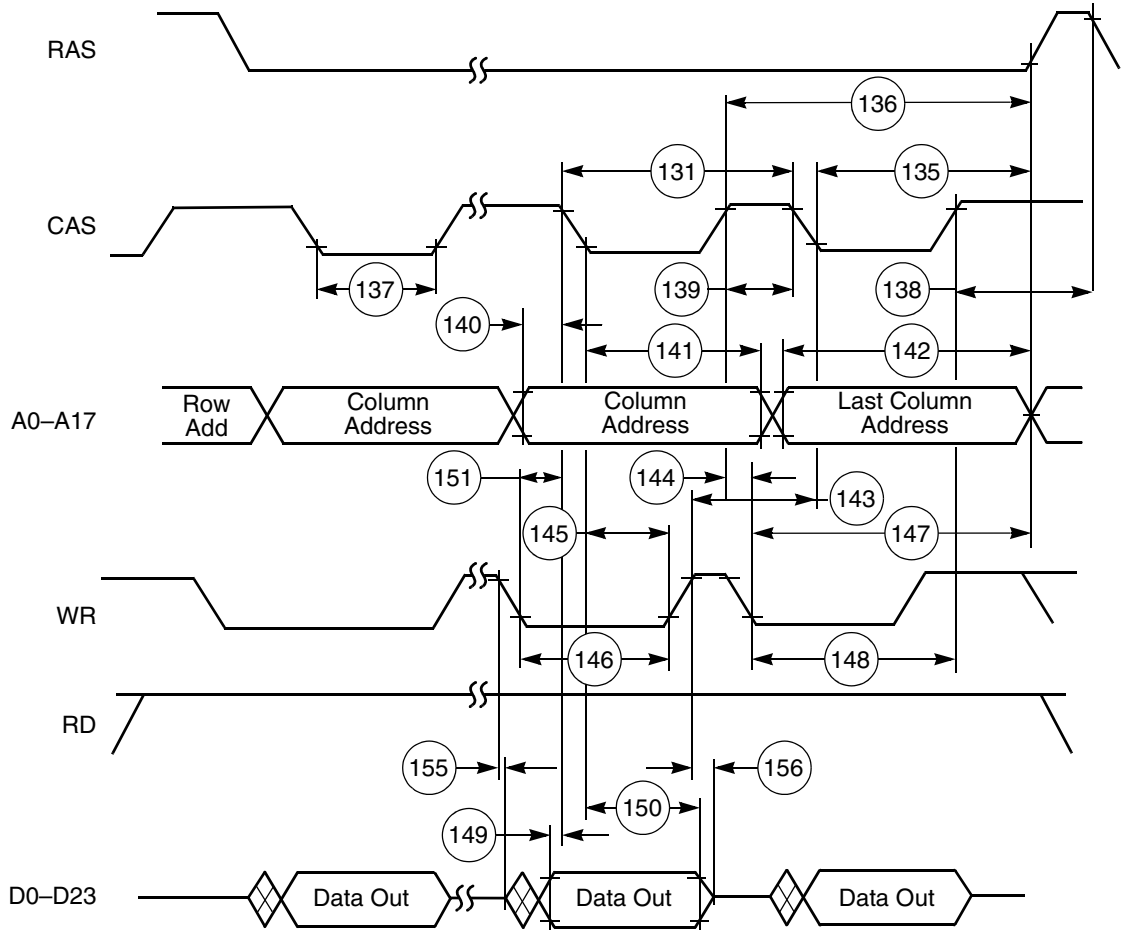 RAS
136
131
135
CAS
137
139
138
140
141
142
A0–A17
Row
Add
Column
Address
Column
Address
Last Column
Address
151
144
143
145
147
WR
146
148
RD
155
156
150
149
D0–D23
Data Out
Data Out
Data Out